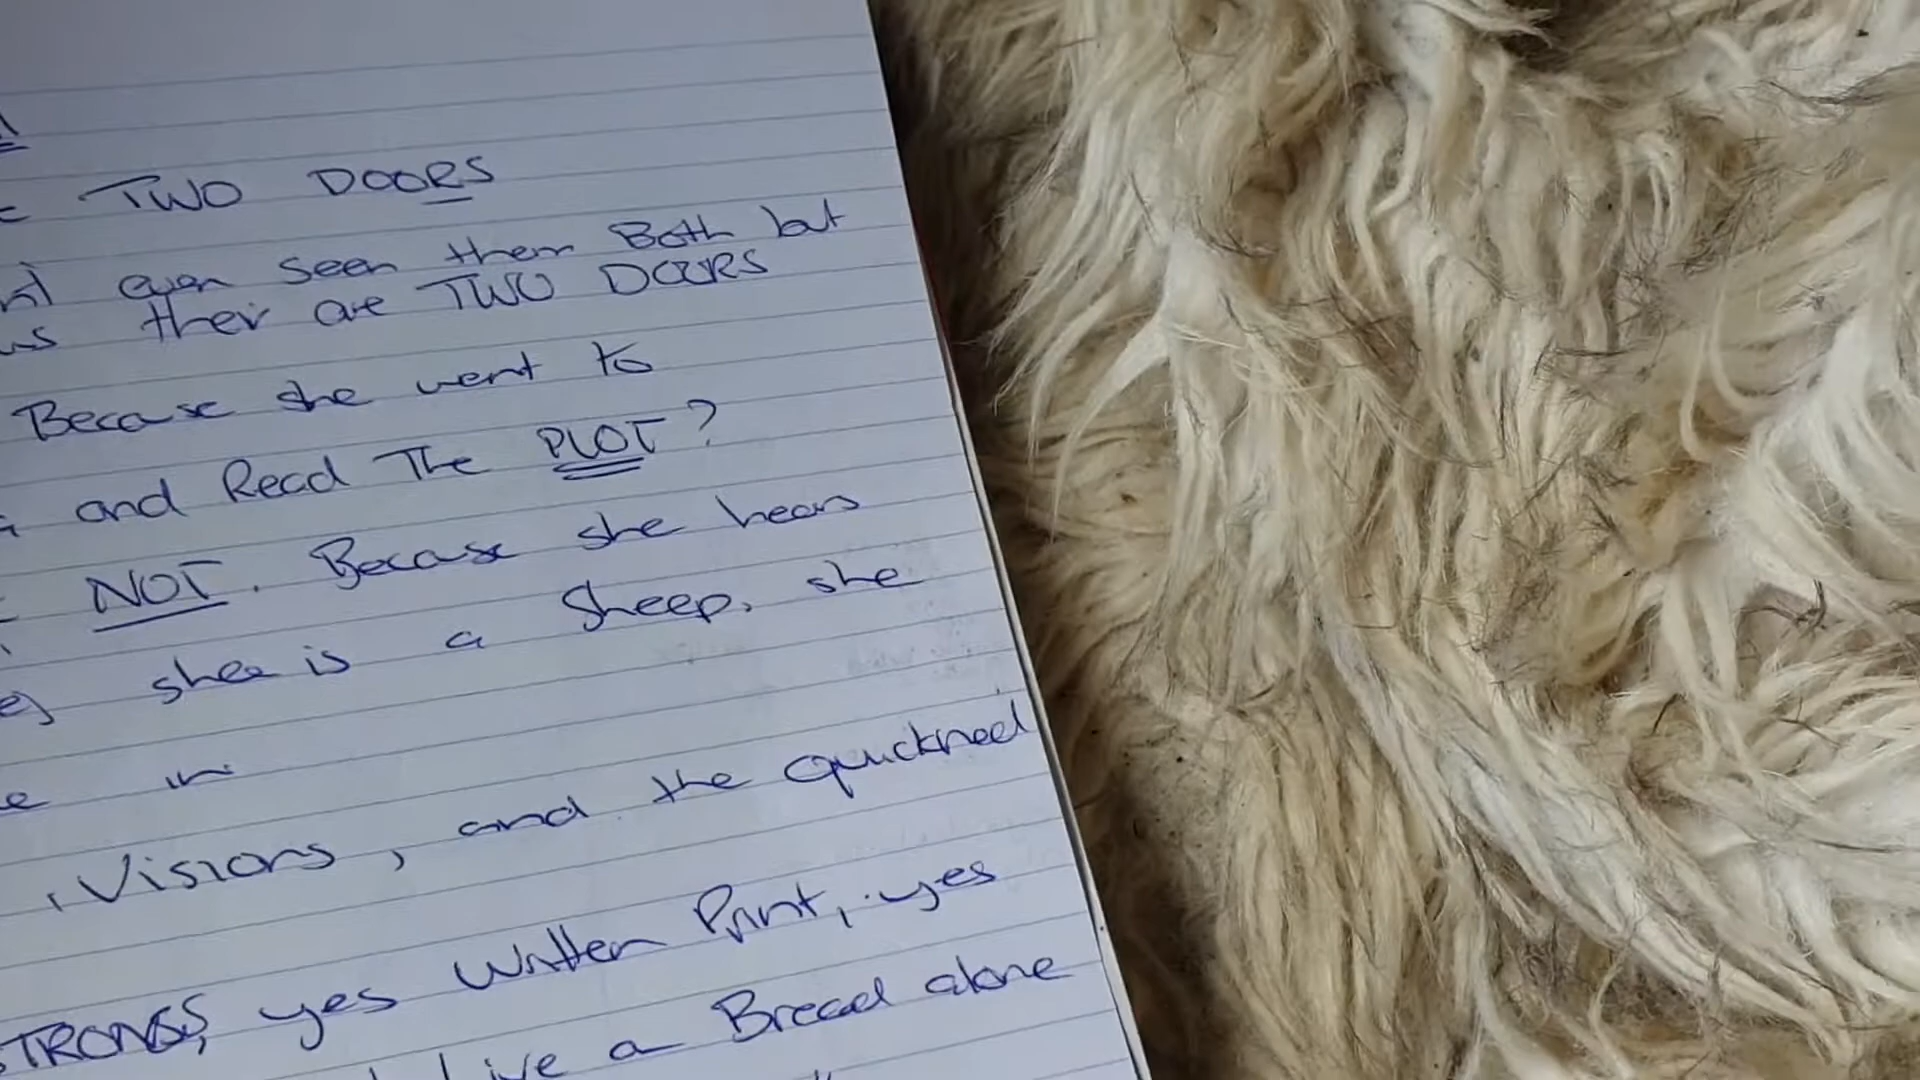 TWO DOORS
even seen them Both but
their are TWO DOORS
Because she went to
and Read The PLOT?
NOT. Because she hears
shee is a Sheep, she
in
, Visions, and the quickned
TRONGS, yes Written Print, yes
Live a Bread alone